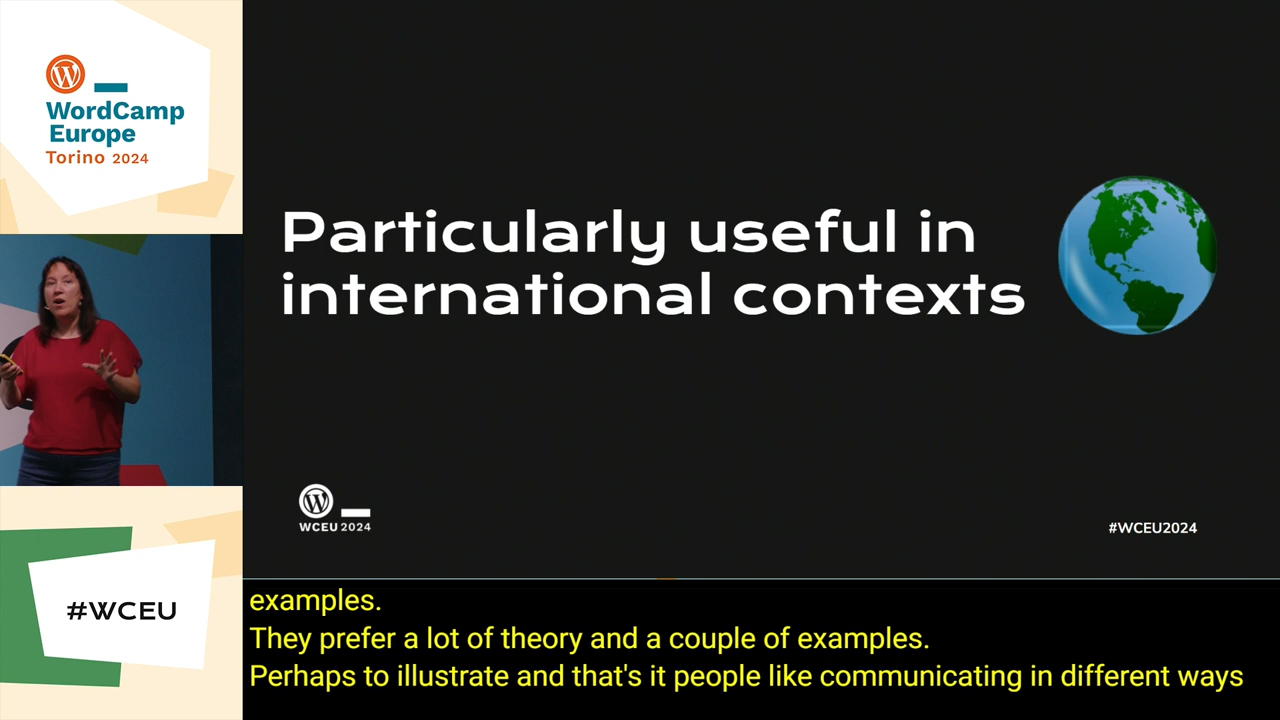 WordCamp
Europe
Torino 2024
Particularly useful in
international contexts
WCEU 2024
#WCEU2024
#WCEU
examples.
They prefer a lot of theory and a couple of examples.
Perhaps to illustrate and that's it people like communicating in different ways